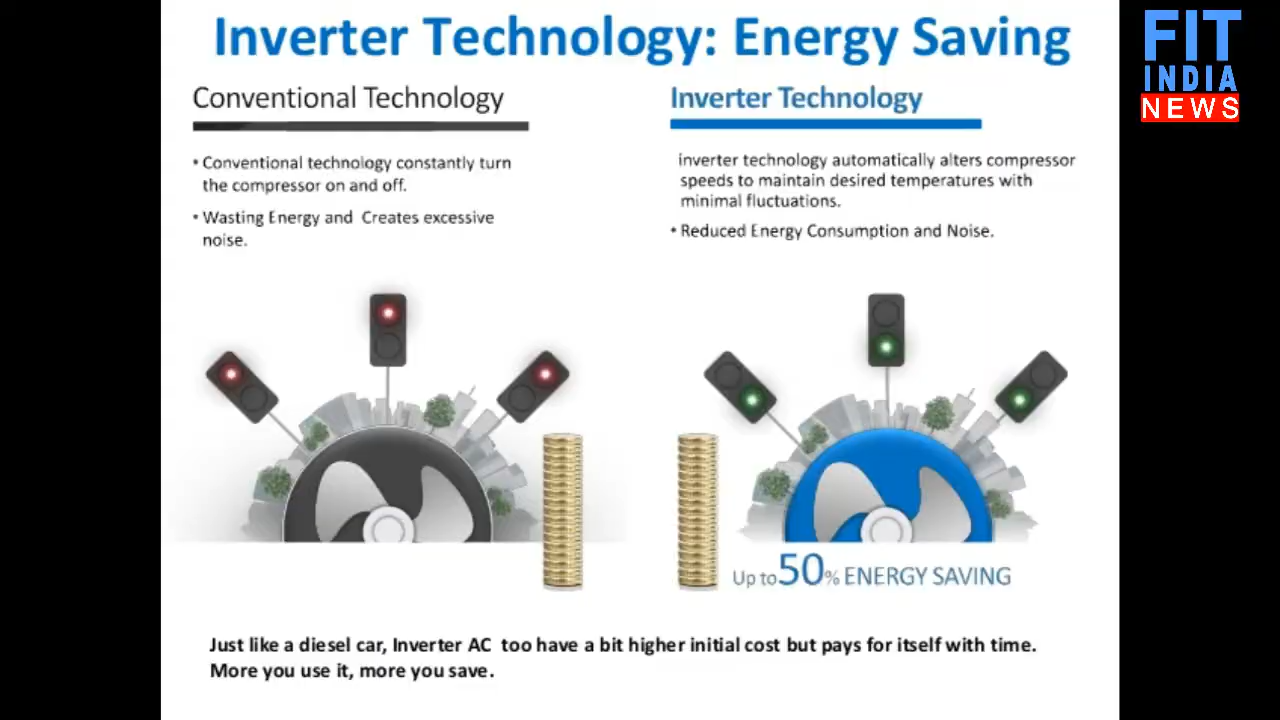 Inverter Technology: Energy Saving
FIT
INDIA
NEWS
Conventional Technology
• Conventional technology constantly turn
the compressor on and off.
• Wasting Energy and Creates excessive
noise.
Inverter Technology
inverter technology automatically alters compressor
speeds to maintain desired temperatures with
minimal fluctuations.
• Reduced Energy Consumption and Noise.
Up to 50% ENERGY SAVING
Just like a diesel car, Inverter AC too have a bit higher initial cost but pays for itself with time.
More you use it, more you save.